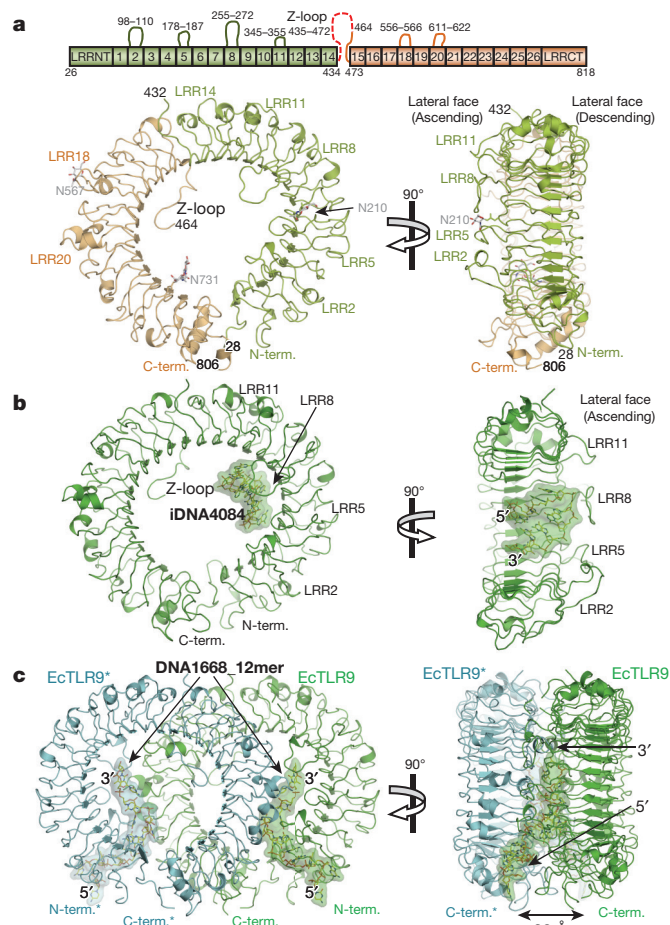 a
98–110
178–187
255–272
345–355
Z-loop
435–472
464
556–566
611–622
LRRNT 1 2 3 4 5 6 7 8 9 10 11 12 13 14
15 16 17 18 19 20 21 22 23 24 25 26 LRRCT
26
434
473
818
432
LRR14
LRR11
LRR8
LRR18
N567
Z-loop
464
N210
LRR5
LRR20
N731
LRR2
28
N-term.
C-term.
806
90°
Lateral face
(Ascending)
432
Lateral face
(Descending)
LRR11
LRR8
N210
LRR5
LRR2
28
C-term.
806
N-term.
b
LRR11
LRR8
Z-loop
iDNA4084
LRR5
LRR2
N-term.
C-term.
90°
Lateral face
(Ascending)
LRR11
LRR8
5′
LRR5
3′
LRR2
c
DNA1668_12mer
EcTLR9*
EcTLR9
3′
3′
5′
5′
N-term.*
C-term.*
C-term.
N-term.
90°
EcTLR9*
EcTLR9
3′
5′
C-term.*
C-term.